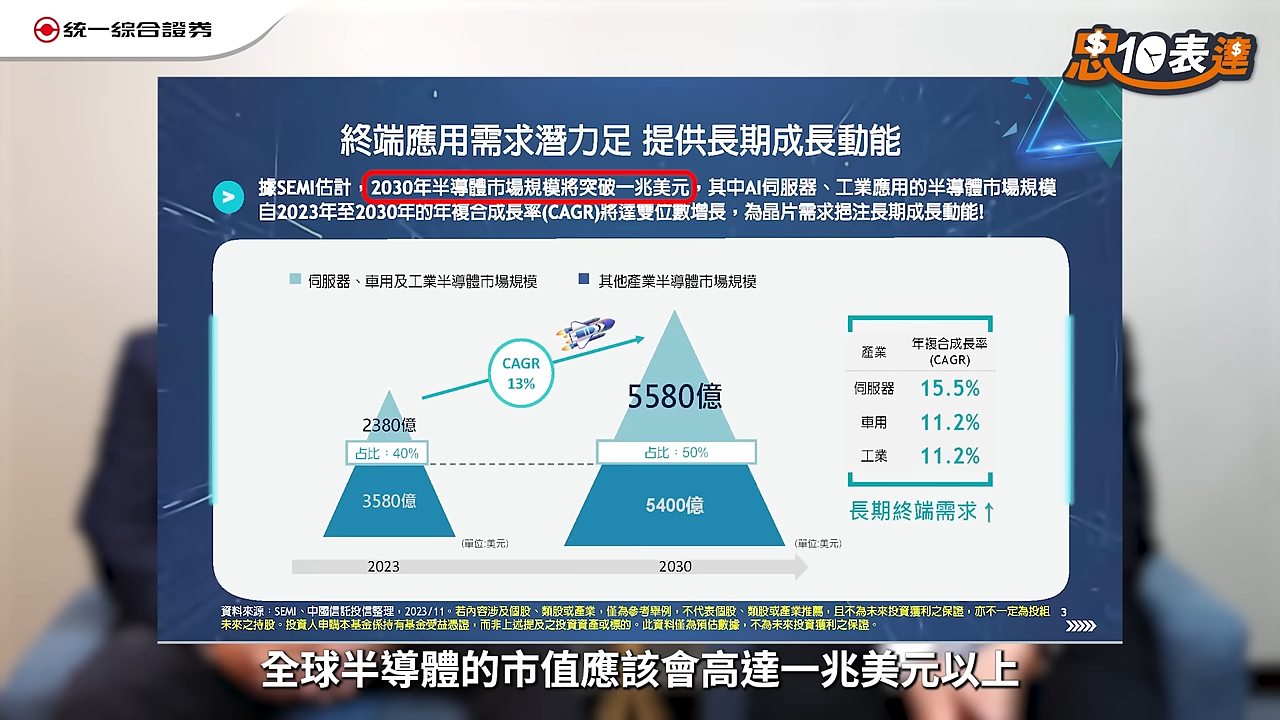 統一綜合證券
思10表達
終端應用需求潛力足 提供長期成長動能
據SEMI估計，2030年半導體市場規模將突破一兆美元，其中AI伺服器、工業應用的半導體市場規模
自2023年至2030年的年複合成長率(CAGR)將達雙位數增長，為晶片需求挹注長期成長動能!
伺服器、車用及工業半導體市場規模
其他產業半導體市場規模
CAGR
13%
2380億
占比：40%
3580億
(單位:美元)
2023
5580億
占比：50%
5400億
(單位:美元)
2030
產業 年複合成長率
(CAGR)
伺服器 15.5%
車用 11.2%
工業 11.2%
長期終端需求↑
資料來源：SEMI、中國信託投信整理，2023/11。若內容涉及個股、類股或產業，僅為參考舉例，不代表個股、類股或產業推薦，且不為未來投資獲利之保證，亦不一定為投組
未來之持股。投資人申購本基金係持有基金受益憑證，而非上述提及之投資資產或標的。此資料僅為預估數據，不為未來投資獲利之保證。
3
全球半導體的市值應該會高達一兆美元以上